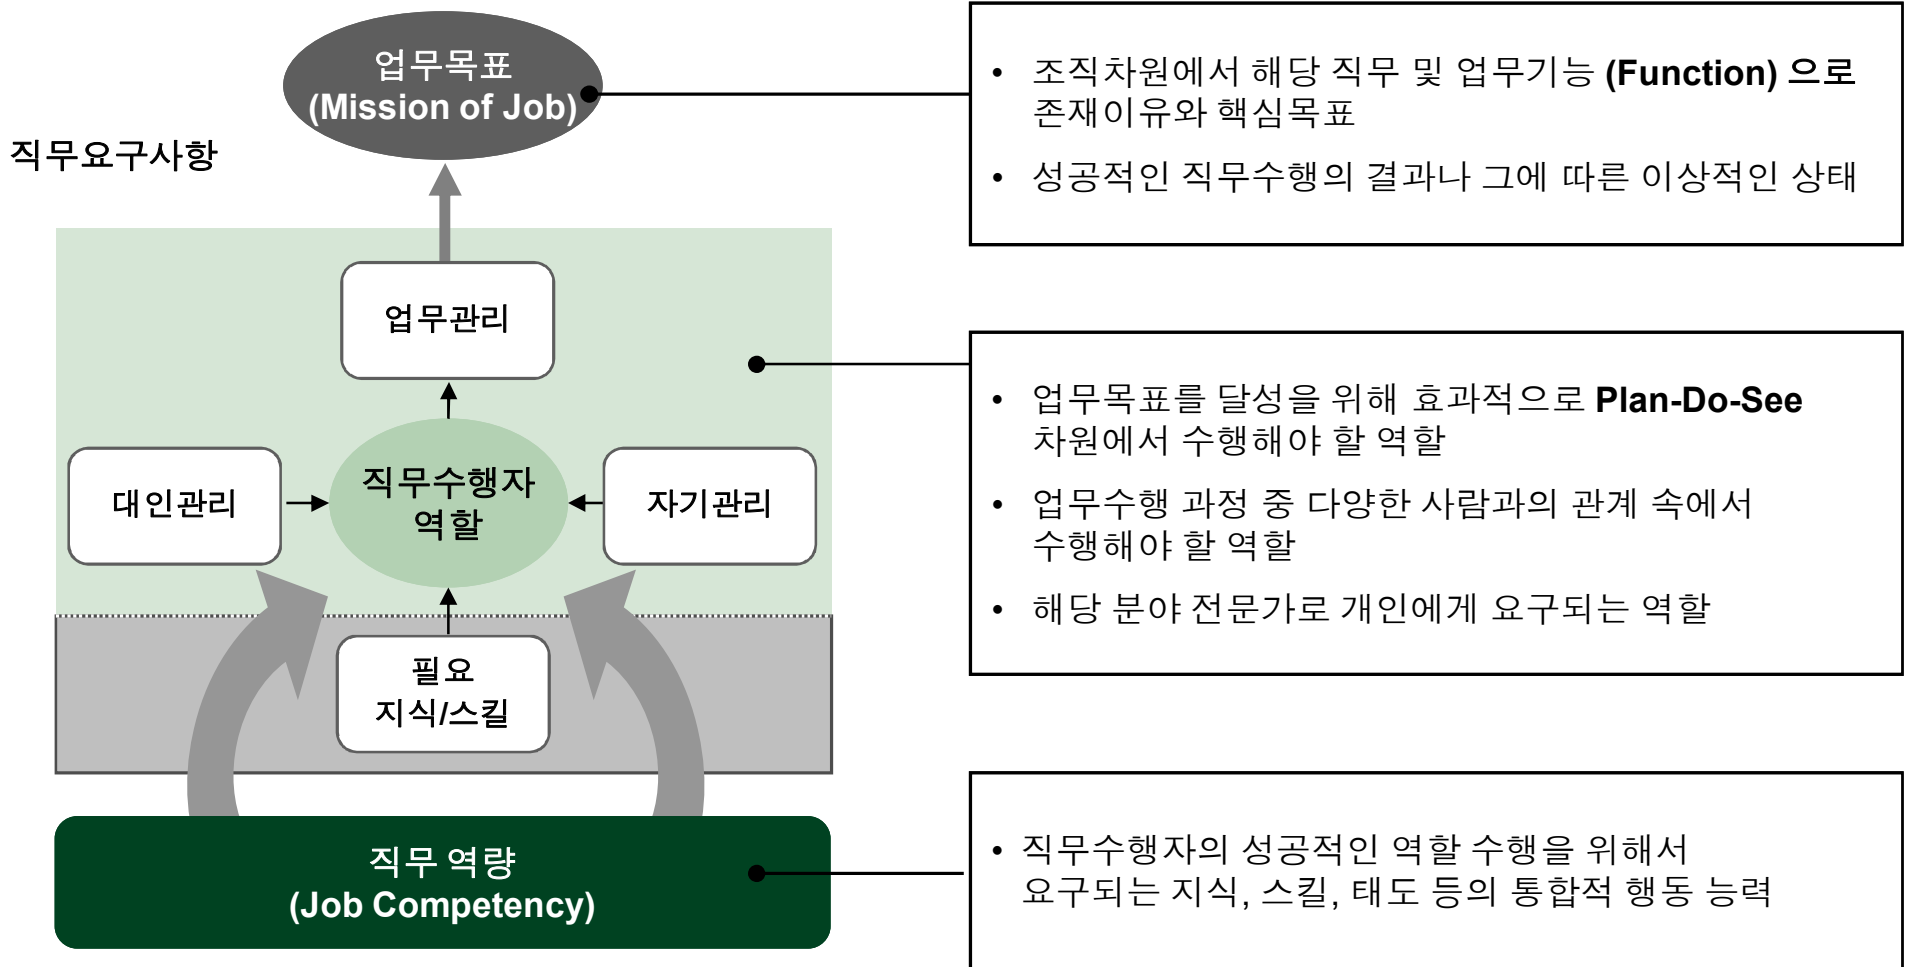 업무목표
(Mission of Job)
직무요구사항
업무관리
대인관리
직무수행자
역할
자기관리
필요
지식/스킬
직무 역량
(Job Competency)
• 조직차원에서 해당 직무 및 업무기능 (Function) 으로
존재이유와 핵심목표
• 성공적인 직무수행의 결과나 그에 따른 이상적인 상태
• 업무목표를 달성을 위해 효과적으로 Plan-Do-See
차원에서 수행해야 할 역할
• 업무수행 과정 중 다양한 사람과의 관계 속에서
수행해야 할 역할
• 해당 분야 전문가로 개인에게 요구되는 역할
• 직무수행자의 성공적인 역할 수행을 위해서
요구되는 지식, 스킬, 태도 등의 통합적 행동 능력